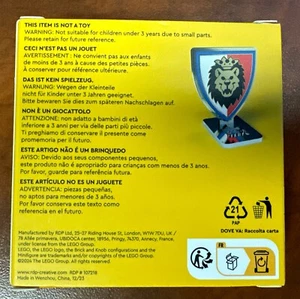 THIS ITEM IS NOT A TOY
WARNING: Not suitable for children under 3 years due to small parts.
Please retain for future reference.
CECI N'EST PAS UN JOUET
AVERTISSEMENT : Ne convient pas aux enfants
de moins de 3 ans à cause des petites pièces.
À conserver pour référence ultérieure.
DAS IST KEIN SPIELZEUG.
WARNUNG: Wegen der Kleinteile
nicht für Kinder unter 3 Jahren geeignet.
Bitte bewaren Sie dies zum späteren Nachschlagen auf.
NON È UN GIOCATTOLO
ATTENZIONE: non adatto a bambini di età
inferiore a 3 anni per via delle parti più piccole.
Ti preghiamo di conservare il presente come
promemoria per il futuro.
ESTE ARTIGO NÃO É UM BRINQUEDO
AVISO: Devido aos seus componentes pequenos,
este produto não é apropriado para crianças com menos de 3 anos.
Por favor, guarde para referência futura.
ESTE ARTÍCULO NO ES UN JUGUETE
ADVERTENCIA: piezas pequeñas,
no aptos para menores de 3 años.
Por favor conserve este texto como
referencia en el futuro.
21
PAP
DOVE VA: Raccolta carta
Manufactured by RDP Ltd, 25-27 Riding House St, London, W1W 7DU, UK /
under license from the LEGO Group.
LEGO, the LEGO logo, the Brick and Knob configurations and the
Minifigure are trademarks of the LEGO Group.
©2024 The LEGO Group. All rights reserved.
www.rdp-creative.com RDP # 107378
Made in Wenzhou, China, 12/23
FR